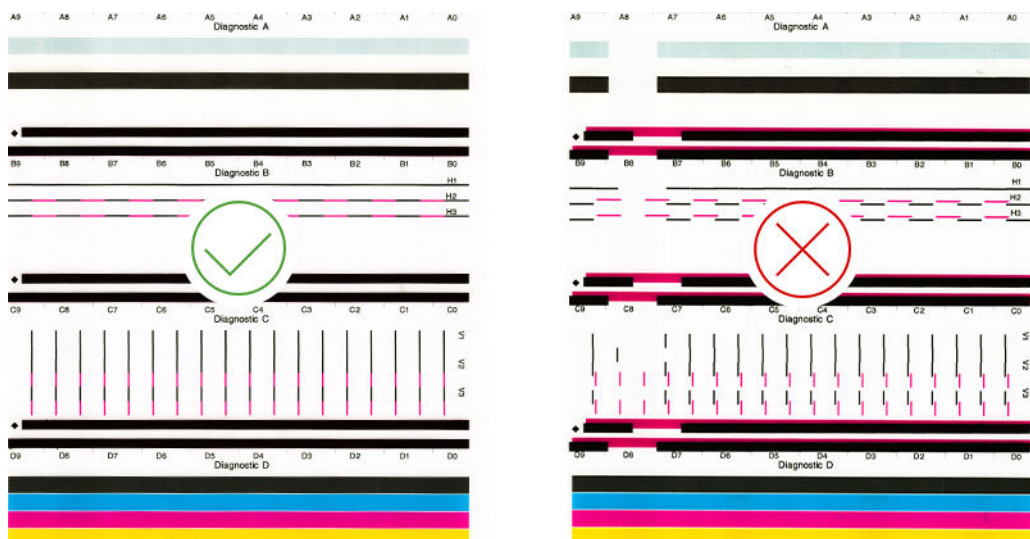 A9 A8 A7 A6 A5 A4 A3 A2 A1 A0
Diagnostic A
B9 B8 B7 B6 B5 B4 B3 B2 B1 B0
Diagnostic B
H1
H2
H3
C9 C8 C7 C6 C5 C4 C3 C2 C1 C0
Diagnostic C
V1
V2
V3
D9 D8 D7 D6 D5 D4 D3 D2 D1 D0
Diagnostic D
A9 A8 A7 A6 A5 A4 A3 A2 A1 A0
Diagnostic A
B9 B8 B7 B6 B5 B4 B3 B2 B1 B0
Diagnostic B
H1
H2
H3
C9 C8 C7 C6 C5 C4 C3 C2 C1 C0
Diagnostic C
V1
V2
V3
D9 D8 D7 D6 D5 D4 D3 D2 D1 D0
Diagnostic D